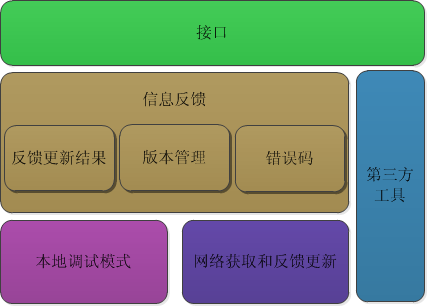 接口
信息反馈
反馈更新结果
版本管理
错误码
第三方
工具
本地调试模式
网络获取和反馈更新